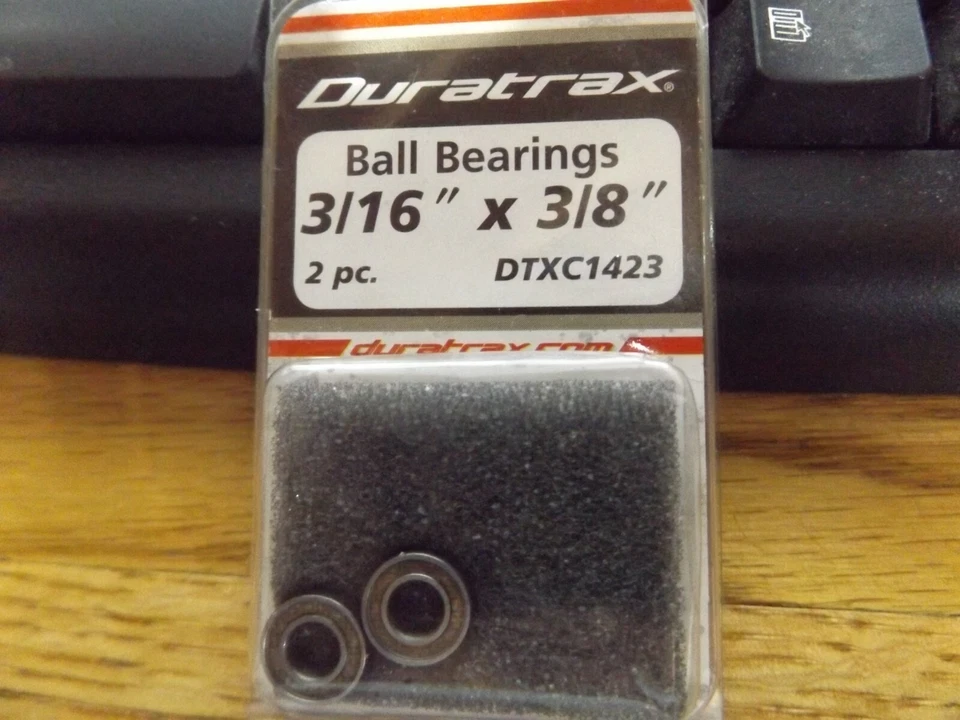 Duratrax®
Ball Bearings
3/16" x 3/8"
2 pc. DTXC1423
duratrax.com